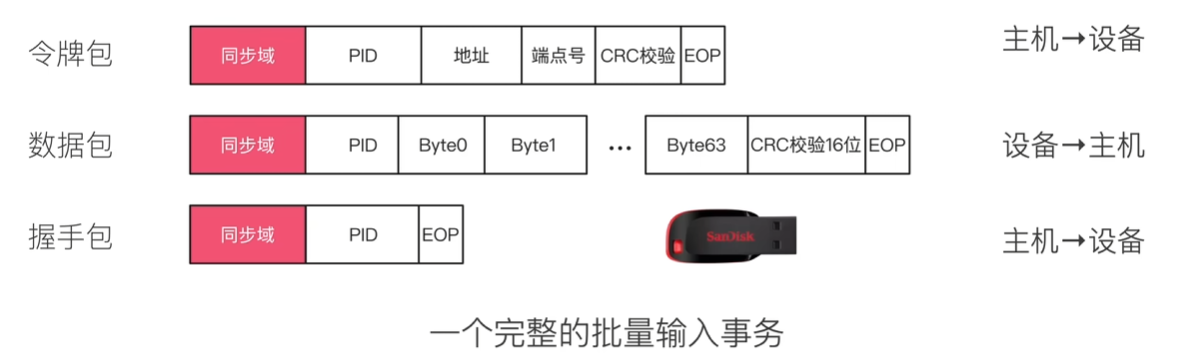 令牌包 同步域 PID 地址 端点号 CRC校验 EOP 主机→设备
数据包 同步域 PID Byte0 Byte1 ... Byte63 CRC校验16位 EOP 设备→主机
握手包 同步域 PID EOP SanDisk 主机→设备
一个完整的批量输入事务